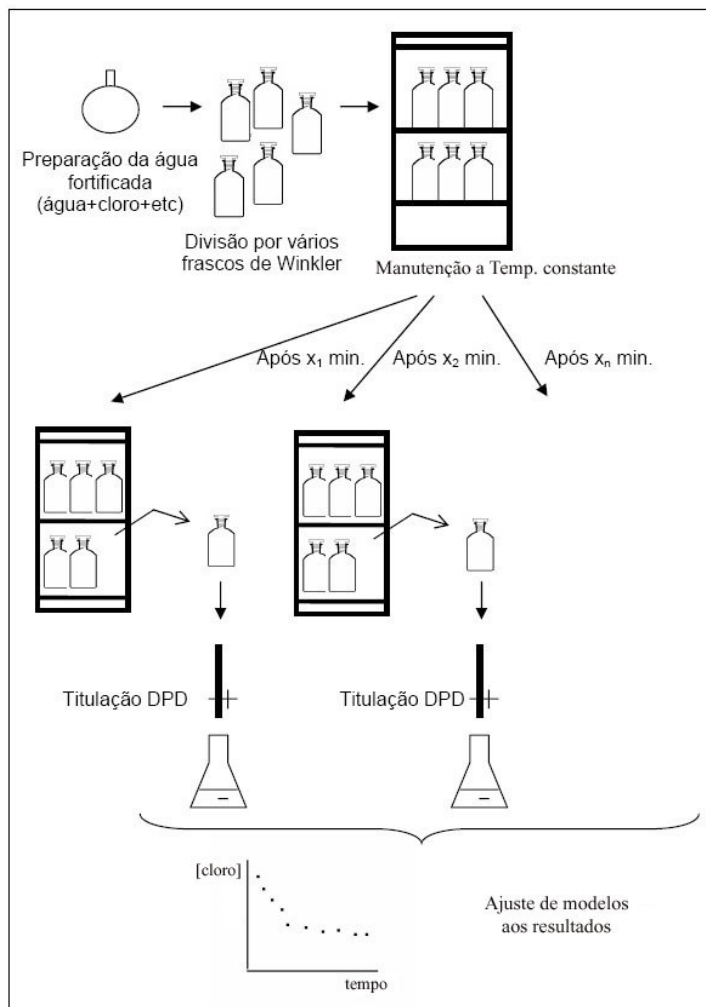 Preparação da água
fortificada
(água+cloro+etc)
Divisão por vários
frascos de Winkler
Manutenção a Temp. constante
Após x₁ min.
Após x₂ min.
Após xₙ min.
Titulação DPD
Titulação DPD
[cloro]
tempo
Ajuste de modelos
aos resultados